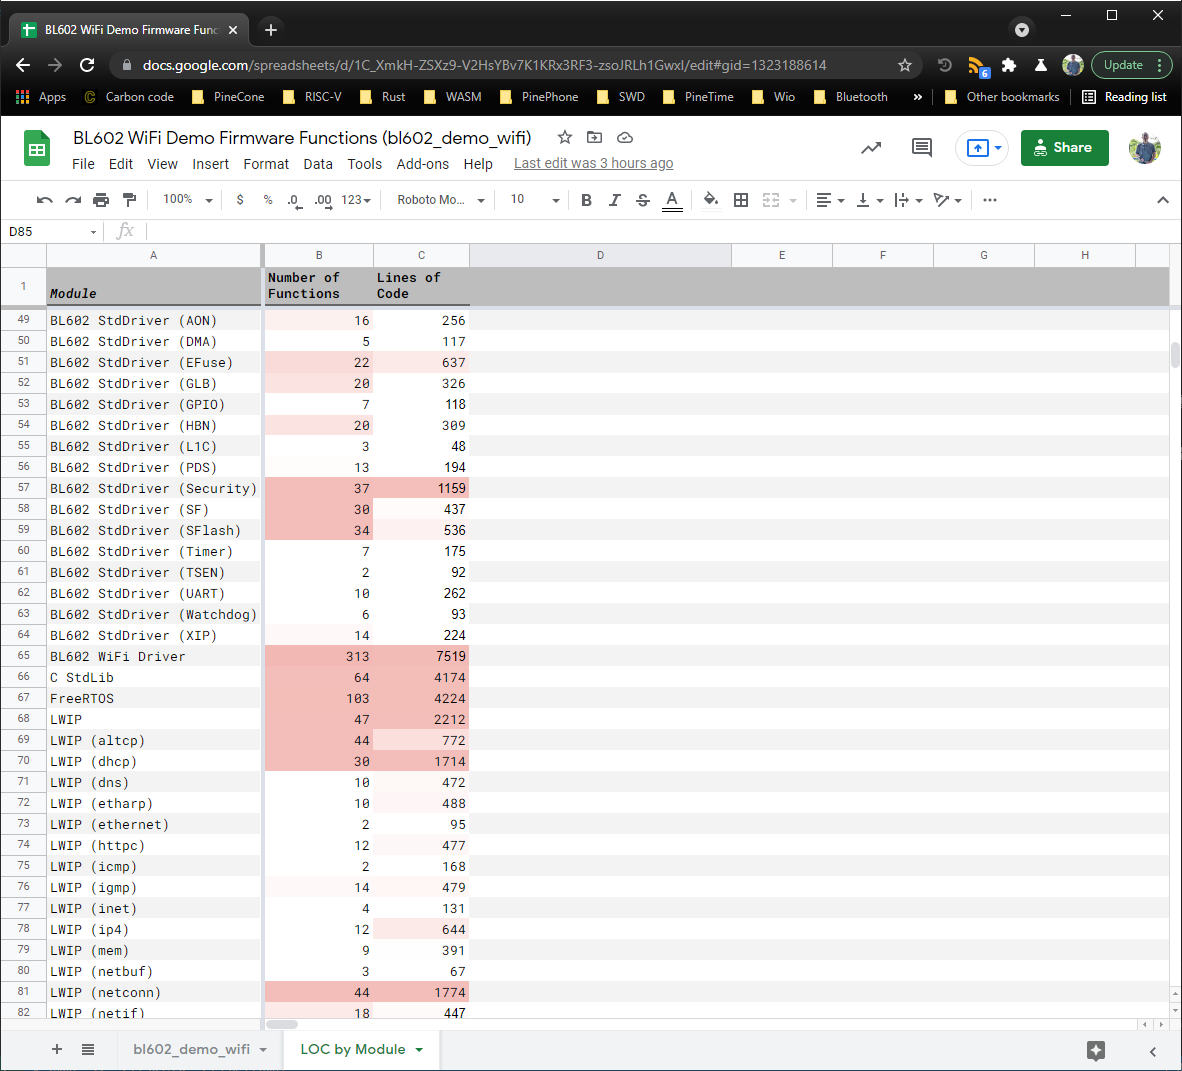 BL602 WiFi Demo Firmware Func
docs.google.com/spreadsheets/d/1C_XmkH-ZSXz9-V2HsYBv7K1KRx3RF3-zsoJRLh1GwxI/edit#gid=1323188614
6
Update
Apps
Carbon code
PineCone
RISC-V
Rust
WASM
PinePhone
SWD
PineTime
Wio
Bluetooth
»
Other bookmarks
Reading list
BL602 WiFi Demo Firmware Functions (bl602_demo_wifi)
File Edit View Insert Format Data Tools Add-ons Help Last edit was 3 hours ago
Share
100% $ % .0 .00 123 Roboto Mo... 10 B I S A
D85 fx
A B C D E F G H
1 Module Number of Functions Lines of Code
49 BL602 StdDriver (AON) 16 256
50 BL602 StdDriver (DMA) 5 117
51 BL602 StdDriver (EFuse) 22 637
52 BL602 StdDriver (GLB) 20 326
53 BL602 StdDriver (GPIO) 7 118
54 BL602 StdDriver (HBN) 20 309
55 BL602 StdDriver (L1C) 3 48
56 BL602 StdDriver (PDS) 13 194
57 BL602 StdDriver (Security) 37 1159
58 BL602 StdDriver (SF) 30 437
59 BL602 StdDriver (SFlash) 34 536
60 BL602 StdDriver (Timer) 7 175
61 BL602 StdDriver (TSEN) 2 92
62 BL602 StdDriver (UART) 10 262
63 BL602 StdDriver (Watchdog) 6 93
64 BL602 StdDriver (XIP) 14 224
65 BL602 WiFi Driver 313 7519
66 C StdLib 64 4174
67 FreeRTOS 103 4224
68 LWIP 47 2212
69 LWIP (altcp) 44 772
70 LWIP (dhcp) 30 1714
71 LWIP (dns) 10 472
72 LWIP (etharp) 10 488
73 LWIP (ethernet) 2 95
74 LWIP (httpc) 12 477
75 LWIP (icmp) 2 168
76 LWIP (igmp) 14 479
77 LWIP (inet) 4 131
78 LWIP (ip4) 12 644
79 LWIP (mem) 9 391
80 LWIP (netbuf) 3 67
81 LWIP (netconn) 44 1774
82 LWIP (netif) 18 447
bl602_demo_wifi
LOC by Module